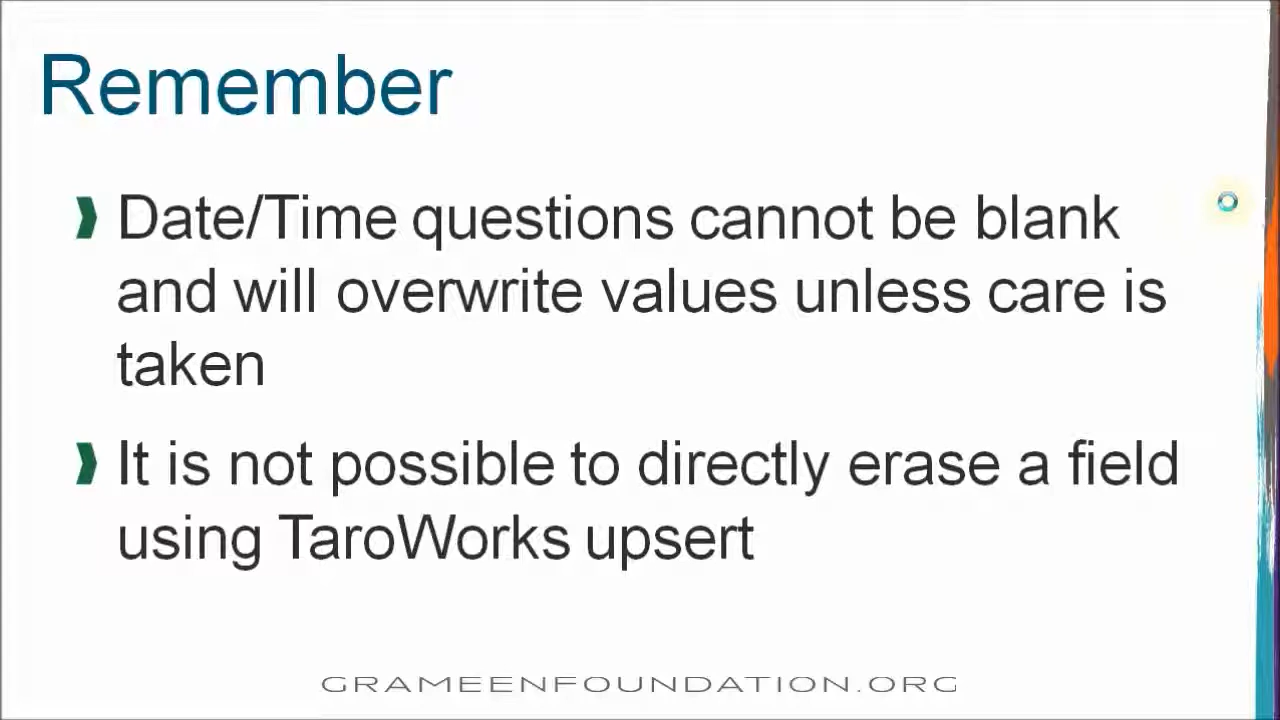 Remember
Date/Time questions cannot be blank
and will overwrite values unless care is
taken
It is not possible to directly erase a field
using TaroWorks upsert
GRAMEENFOUNDATION.ORG